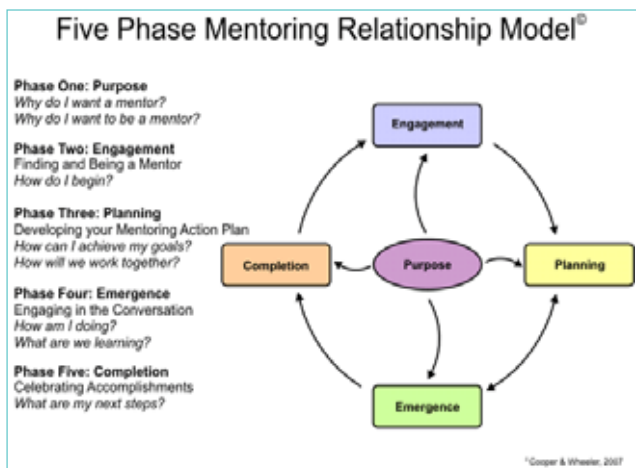 Five Phase Mentoring Relationship Model©
Phase One: Purpose
Why do I want a mentor?
Why do I want to be a mentor?
Phase Two: Engagement
Finding and Being a Mentor
How do I begin?
Phase Three: Planning
Developing your Mentoring Action Plan
How can I achieve my goals?
How will we work together?
Phase Four: Emergence
Engaging in the Conversation
How am I doing?
What are we learning?
Phase Five: Completion
Celebrating Accomplishments
What are my next steps?
Engagement
Completion
Purpose
Planning
Emergence
Cooper & Wheeler, 2007